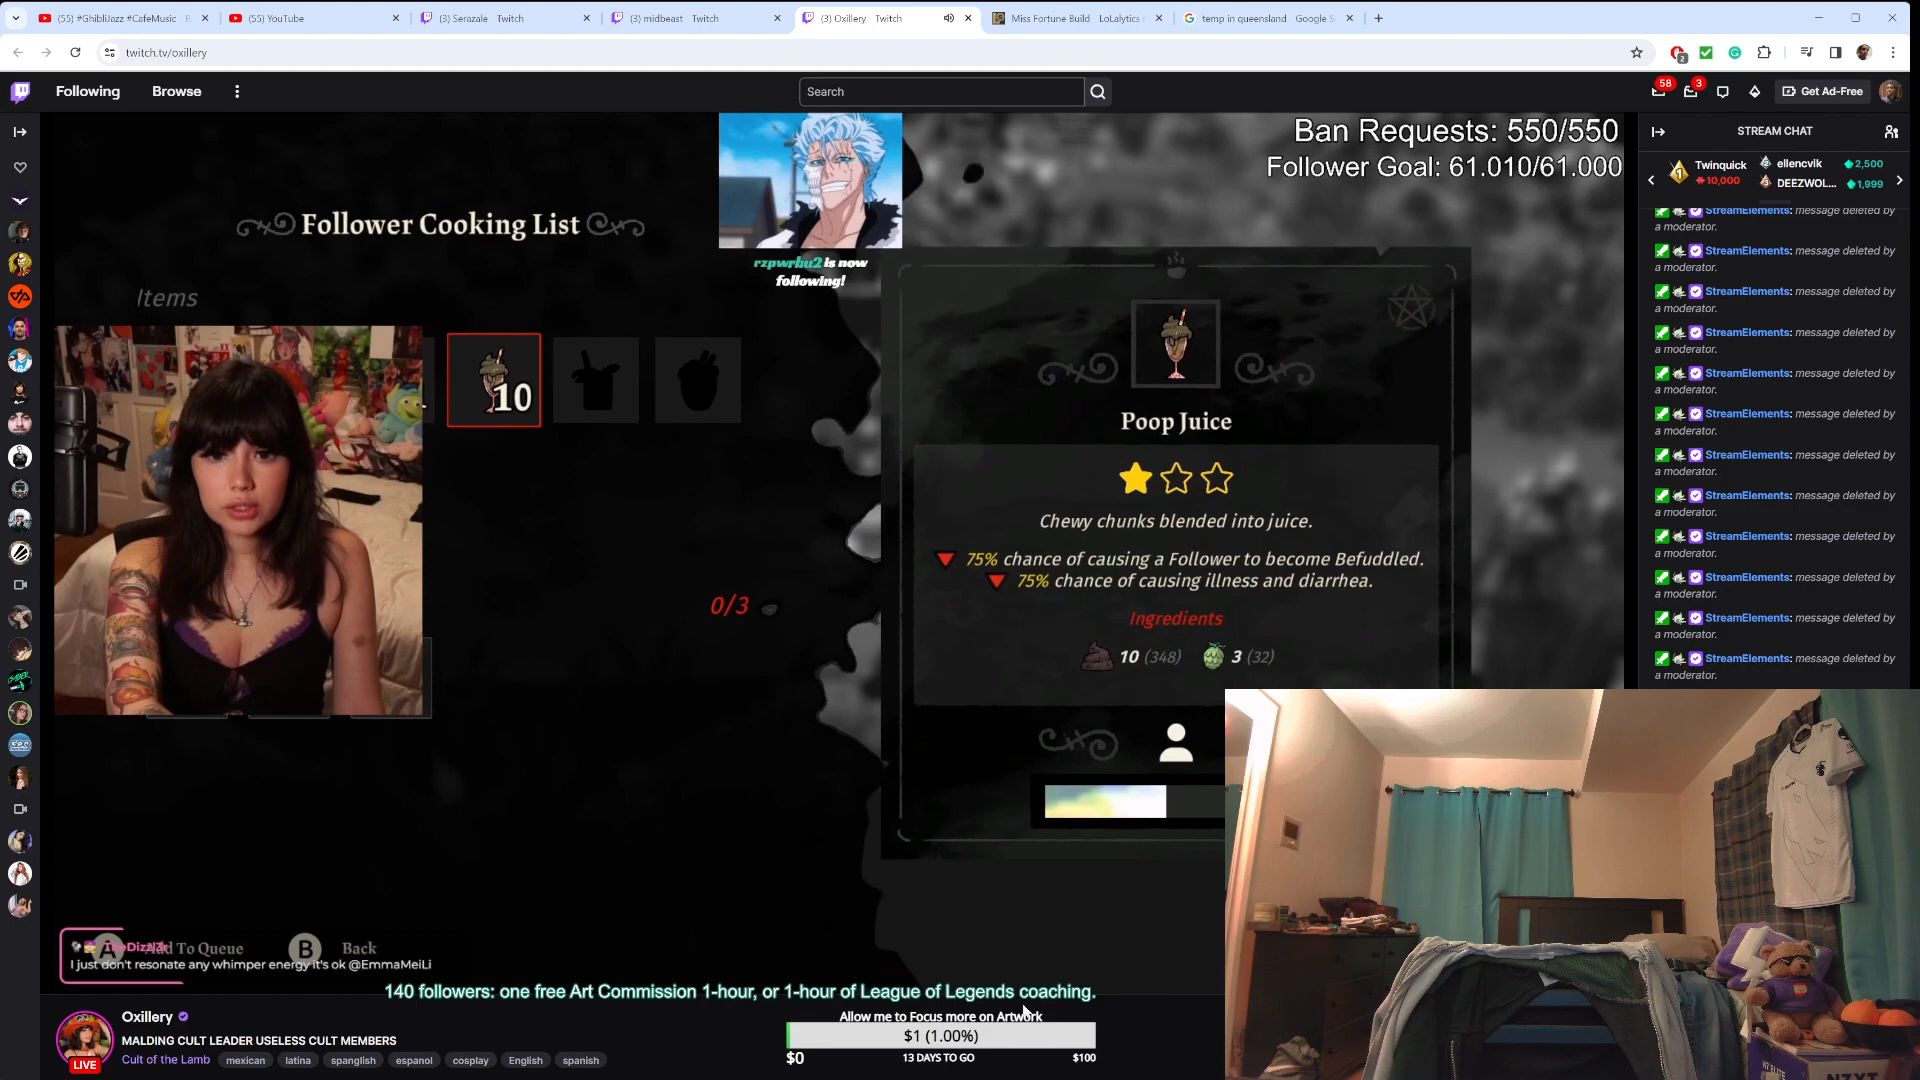 (55) #GhibliJazz #CafeMusic
(55) YouTube
(3) Serazale - Twitch
(3) midbeast - Twitch
(3) Oxillery - Twitch
Miss Fortune Build
LoLalytics
temp in queensland - Google S
twitch.tv/oxillery
2
Following
Browse
Search
58
3
Get Ad-Free
Ban Requests: 550/550
Follower Goal: 61.010/61.000
STREAM CHAT
1
Twinquick
10,000
2
ellencvik
2,500
3
DEEZWOL...
1,999
Follower Cooking List
rzpwrbu2 is now
following!
Items
10
0/3
Poop Juice
Chewy chunks blended into juice.
75% chance of causing a Follower to become Befuddled.
75% chance of causing illness and diarrhea.
Ingredients
10 (348) 3 (32)
StreamElements: message deleted by
a moderator.
StreamElements: message deleted by
a moderator.
StreamElements: message deleted by
a moderator.
StreamElements: message deleted by
a moderator.
StreamElements: message deleted by
a moderator.
StreamElements: message deleted by
a moderator.
StreamElements: message deleted by
a moderator.
StreamElements: message deleted by
a moderator.
StreamElements: message deleted by
a moderator.
StreamElements: message deleted by
a moderator.
StreamElements: message deleted by
a moderator.
StreamElements: message deleted by
a moderator.
A Add To Queue
B Back
I just don't resonate any whimper energy it's ok @EmmaMeiLi
140 followers: one free Art Commission 1-hour, or 1-hour of League of Legends coaching.
Allow me to Focus more on Artwork
$1 (1.00%)
$0
13 DAYS TO GO
$100
Oxillery
MALDING CULT LEADER USELESS CULT MEMBERS
Cult of the Lamb
mexican
latina
spanglish
espanol
cosplay
English
spanish
LIVE
NZXT